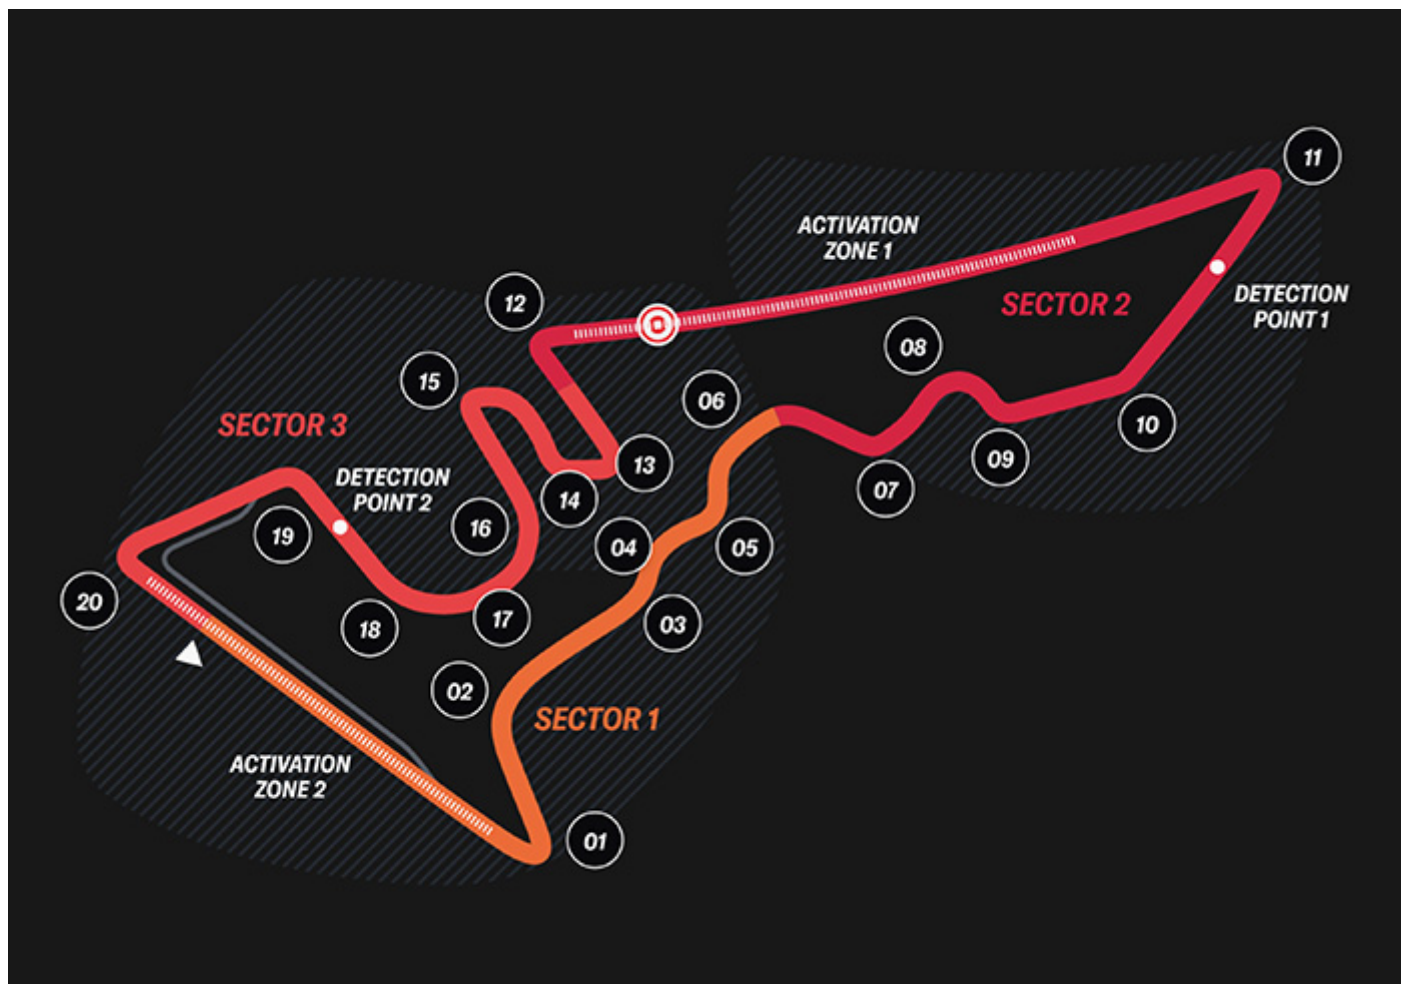 11
ACTIVATION
ZONE 1
12
SECTOR 2
DETECTION
POINT 1
08
15
06
SECTOR 3
10
13
09
DETECTION
POINT 2
07
14
16
19
04
05
20
17
03
18
02
SECTOR 1
ACTIVATION
ZONE 2
01